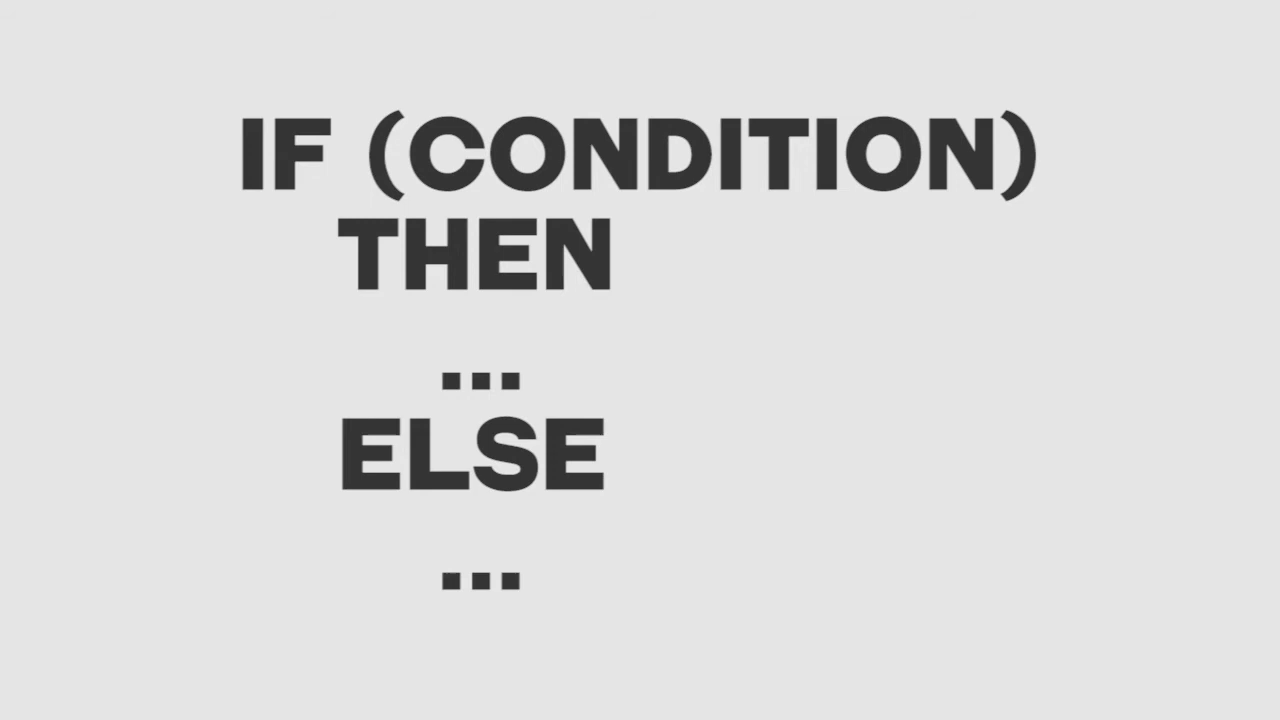 IF (CONDITION)
THEN
...
ELSE
...